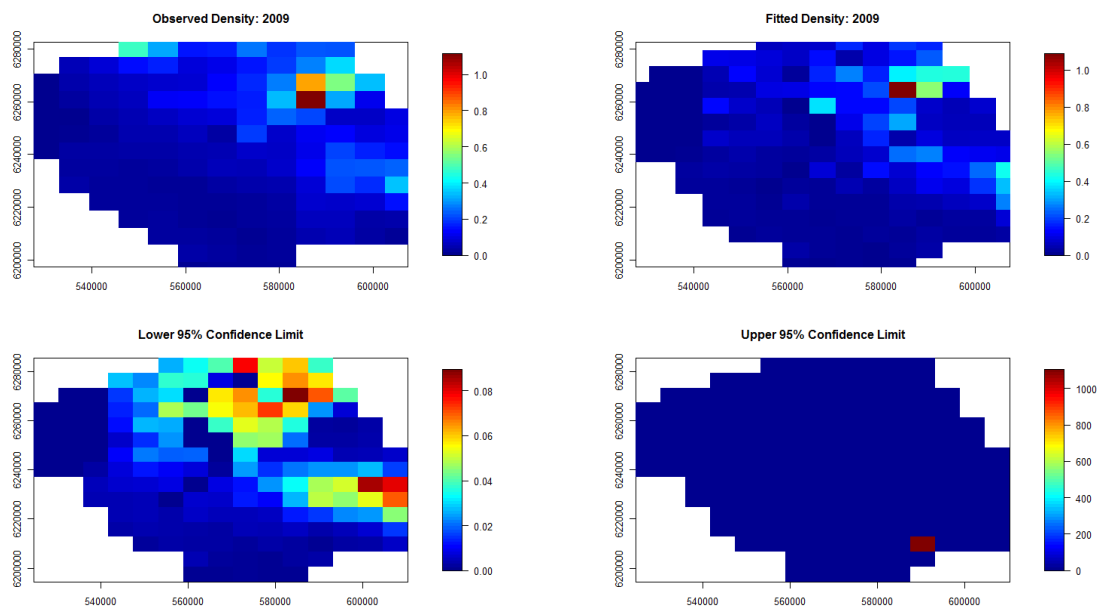 Observed Density: 2009
6200000 6220000 6240000 6260000 6280000
540000 560000 580000 600000
0.0 0.2 0.4 0.6 0.8 1.0
Fitted Density: 2009
6200000 6220000 6240000 6260000 6280000
540000 560000 580000 600000
0.0 0.2 0.4 0.6 0.8 1.0
Lower 95% Confidence Limit
6200000 6220000 6240000 6260000 6280000
540000 560000 580000 600000
0.00 0.02 0.04 0.06 0.08
Upper 95% Confidence Limit
6200000 6220000 6240000 6260000 6280000
540000 560000 580000 600000
0 200 400 600 800 1000